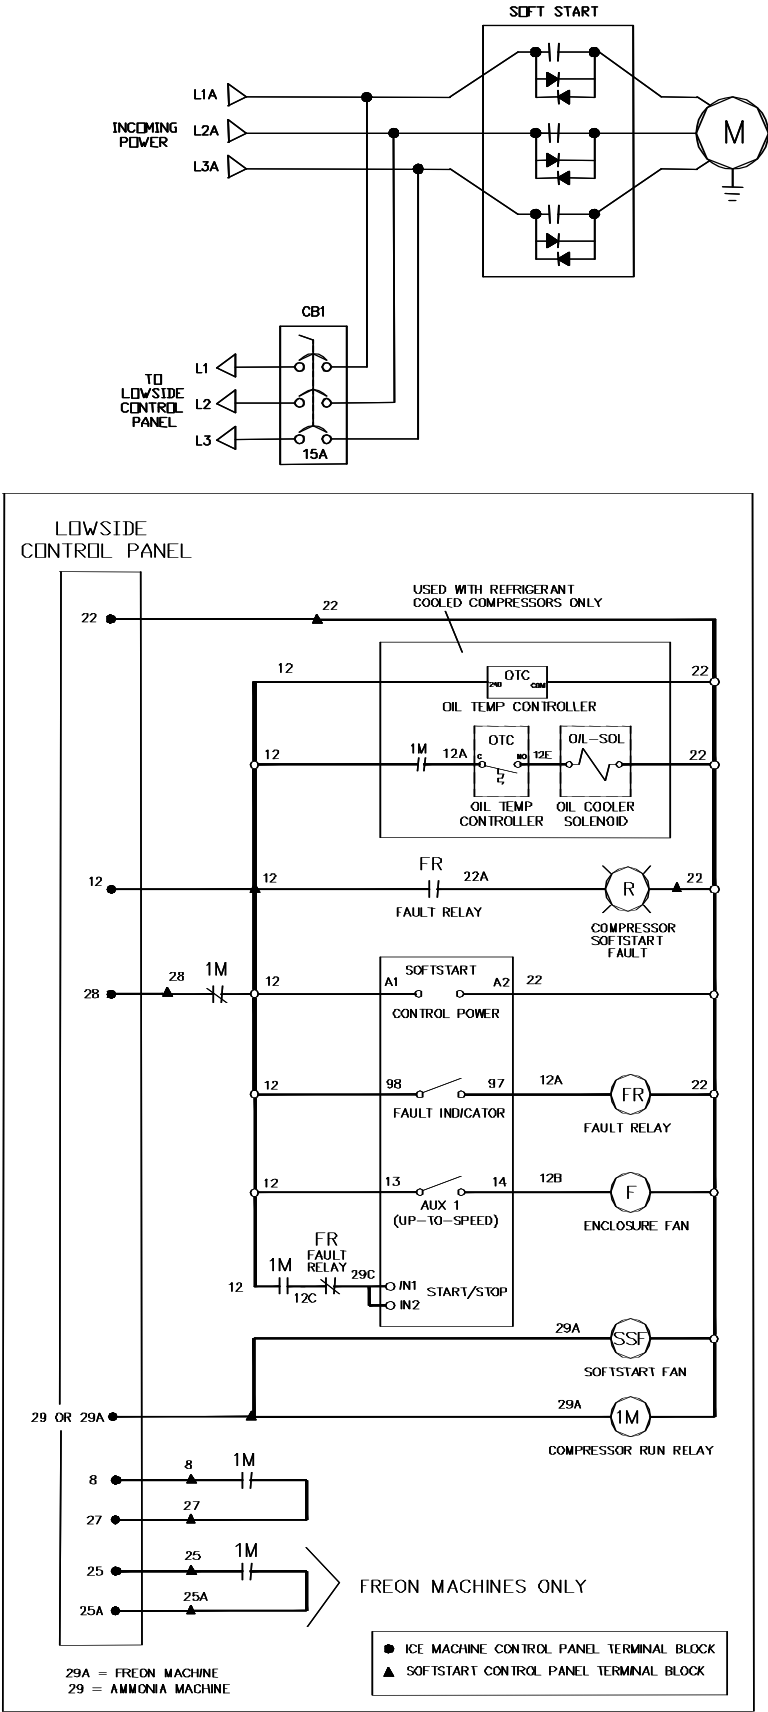 SOFT START
L1A
INCOMING
POWER
L2A
L3A
M
CB1
L1
TO
LOWSIDE
CONTROL
PANEL
L2
L3
15A
LOWSIDE
CONTROL PANEL
USED WITH REFRIGERANT
COOLED COMPRESSORS ONLY
22
22
12
OTC
240 COM
22
OIL TEMP CONTROLLER
12
1M
12A
OTC
C NO
12E
OIL-SOL
22
OIL TEMP
CONTROLLER
OIL COOLER
SOLENOID
12
12
FR
22A
R
22
FAULT RELAY
COMPRESSOR
SOFTSTART
FAULT
28
28
1M
12
SOFTSTART
A1 A2
22
CONTROL POWER
12
98 97
12A
FR
22
FAULT INDICATOR
FAULT RELAY
12
13 14
12B
F
AUX 1
(UP-TO-SPEED)
ENCLOSURE FAN
12
1M
12C
FR
FAULT
RELAY
29C
IN1
IN2
START/STOP
29A
SSF
SOFTSTART FAN
29 OR 29A
29A
1M
COMPRESSOR RUN RELAY
8
8
1M
27
27
25
25
1M
25A
25A
FREON MACHINES ONLY
ICE MACHINE CONTROL PANEL TERMINAL BLOCK
SOFTSTART CONTROL PANEL TERMINAL BLOCK
29A = FREON MACHINE
29 = AMMONIA MACHINE